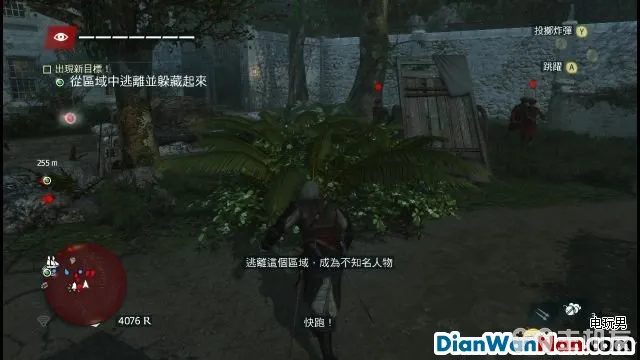 投擲炸彈 Y
出現新目標！
從區域中逃離並躲藏起來
跳躍 A
255 m
逃離這個區域，成為不知名人物
快跑！
4076 R
电玩男
DianWanNan.com